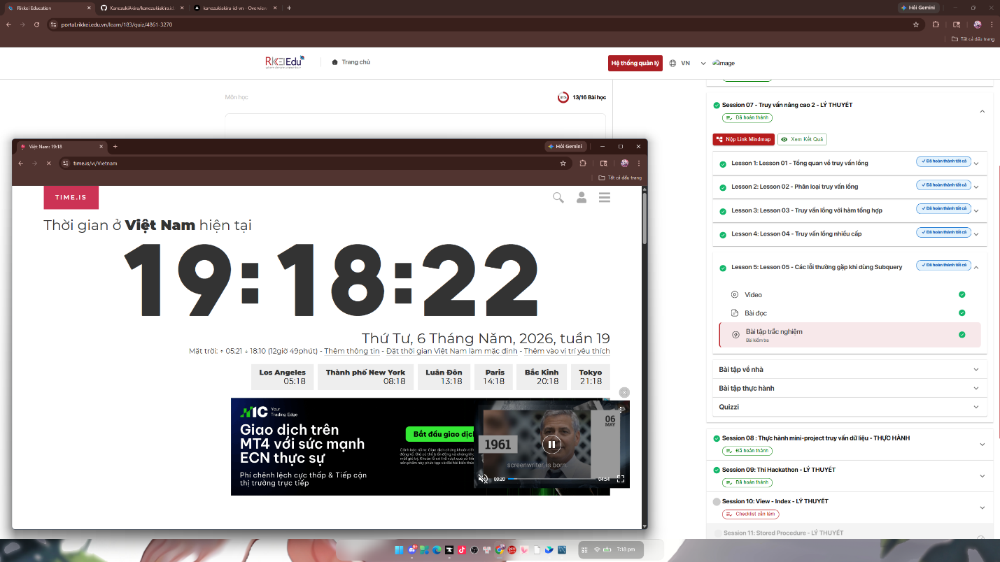 Rikkei Education
KanezukiAkira/kanezukiakira.id
kanezukiakira-id-vn - Overview
Hỏi Gemini
portal.rikkei.edu.vn/learn/183/quiz/4861-3270
Tất cả dấu trang
RIKKEI Edu
Trang chủ
Hệ thống quản lý
VN
image
Môn học
13/16 Bài học
Session 07 - Truy vấn nâng cao 2 - LÝ THUYẾT
Đã hoàn thành
Nộp Link Mindmap
Xem Kết Quả
Lesson 1: Lesson 01 - Tổng quan về truy vấn lồng
✓ Đã hoàn thành tất cả
Lesson 2: Lesson 02 - Phân loại truy vấn lồng
✓ Đã hoàn thành tất cả
Lesson 3: Lesson 03 - Truy vấn lồng với hàm tổng hợp
✓ Đã hoàn thành tất cả
Lesson 4: Lesson 04 - Truy vấn lồng nhiều cấp
✓ Đã hoàn thành tất cả
Lesson 5: Lesson 05 - Các lỗi thường gặp khi dùng Subquery
✓ Đã hoàn thành tất cả
Video
Bài đọc
Bài tập trắc nghiệm
Bài kiểm tra
Bài tập về nhà
Bài tập thực hành
Quizzi
Session 08 : Thực hành mini-project truy vấn dữ liệu - THỰC HÀNH
Đã hoàn thành
Session 09: Thi Hackathon - LÝ THUYẾT
Đã hoàn thành
Session 10: View - Index - LÝ THUYẾT
Checklist cần làm
Session 11: Stored Procedure - LÝ THUYẾT
Việt Nam: 19:18
Hỏi Gemini
time.is/vi/Vietnam
Tất cả dấu trang
TIME.IS
Thời gian ở Việt Nam hiện tại
19:18:22
Thứ Tư, 6 Tháng Năm, 2026, tuần 19
Mặt trời: ↑ 05:21 ↓ 18:10 (12giờ 49phút) - Thêm thông tin - Đặt thời gian Việt Nam làm mặc định - Thêm vào vị trí yêu thích
Los Angeles
05:18
Thành phố New York
08:18
Luân Đôn
13:18
Paris
14:18
Bắc Kinh
20:18
Tokyo
21:18
Your
Trading Edge
Giao dịch trên
MT4 với sức mạnh
ECN thực sự
Phí chênh lệch cực thấp & Tiếp cận
thị trường trực tiếp
Bắt đầu giao dịch
06
MAY
1961
screenwriter, is born
00:20
04:54
7:18 pm